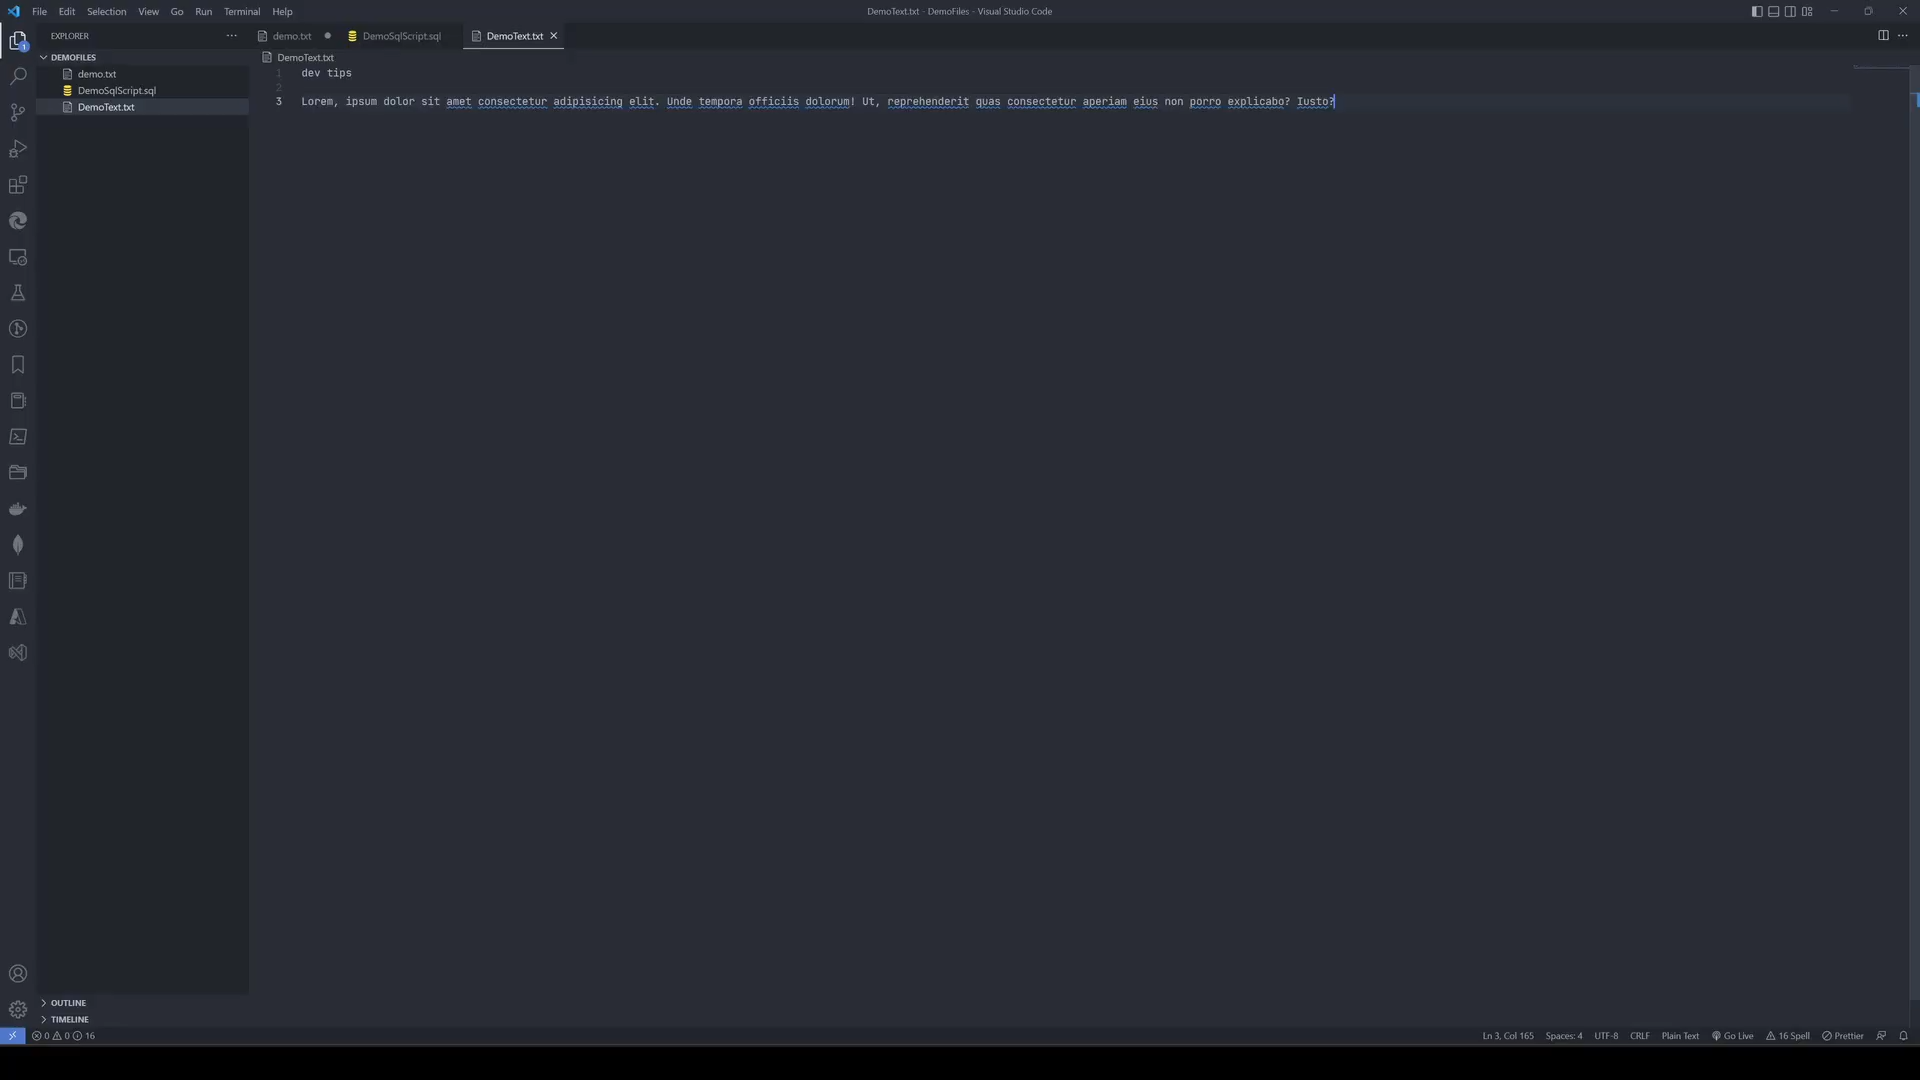 File Edit Selection View Go Run Terminal Help
DemoText.txt - DemoFiles - Visual Studio Code
EXPLORER
demo.txt
DemoSqlScript.sql
DemoText.txt
DEMOFILES
demo.txt
DemoSqlScript.sql
DemoText.txt
DemoText.txt
1 dev tips
2
3 Lorem, ipsum dolor sit amet consectetur adipisicing elit. Unde tempora officiis dolorum! Ut, reprehenderit quas consectetur aperiam eius non porro explicabo? Iusto?
1
OUTLINE
TIMELINE
0 0 16
Ln 3, Col 165 Spaces: 4 UTF-8 CRLF Plain Text Go Live 16 Spell Prettier